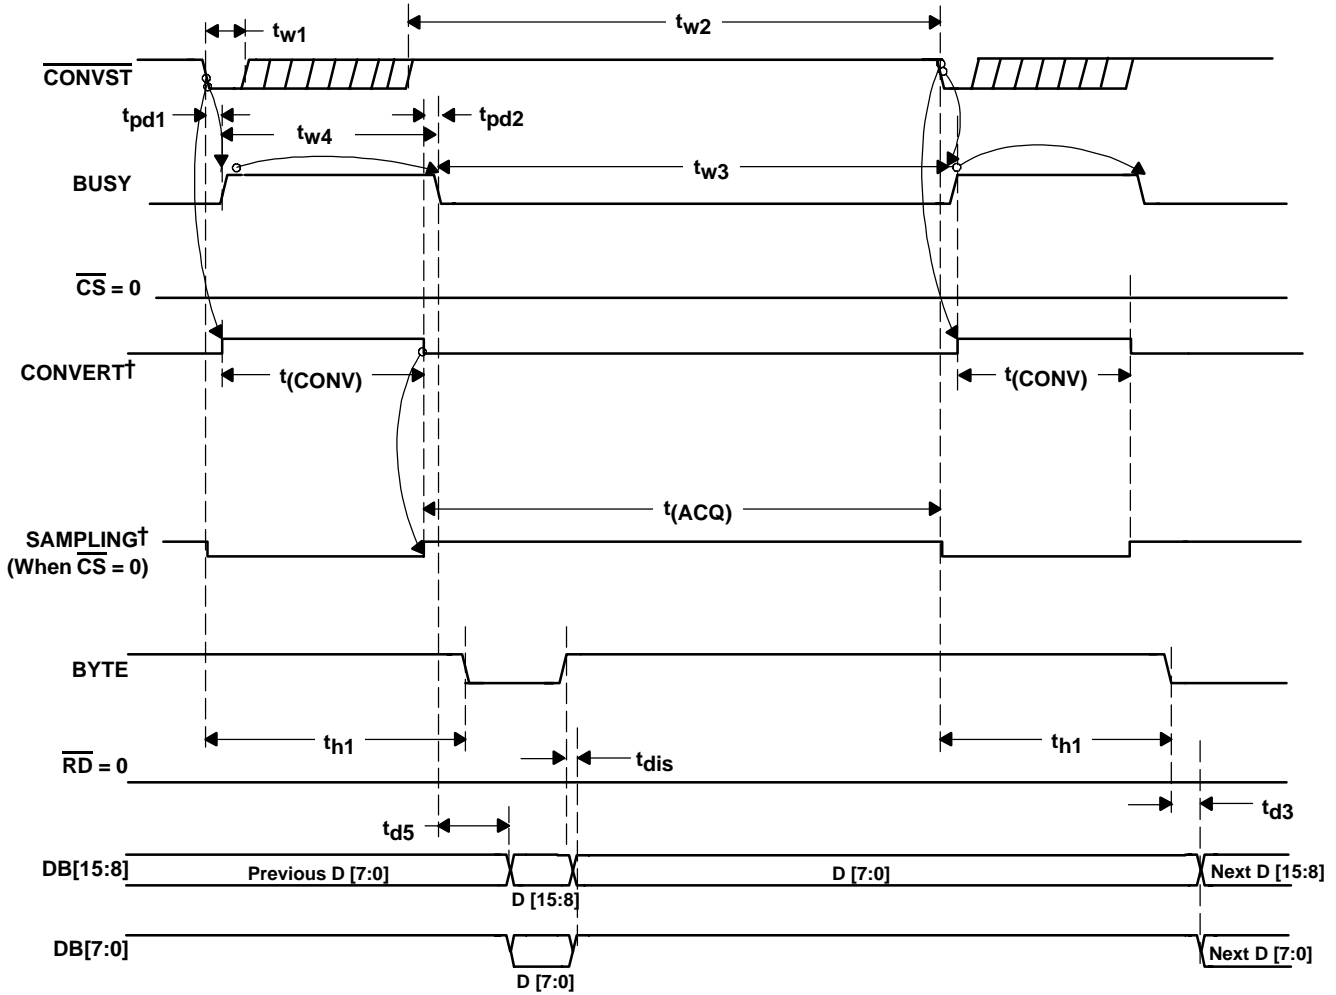 tw1
tw2
CONVST
tpd1
tw4
tpd2
tw3
BUSY
CS = 0
CONVERT†
t(CONV)
t(CONV)
t(ACQ)
SAMPLING†
(When CS = 0)
BYTE
th1
th1
tdis
RD = 0
td3
td5
DB[15:8]
Previous D [7:0]
D [15:8]
D [7:0]
Next D [15:8]
DB[7:0]
D [7:0]
Next D [7:0]